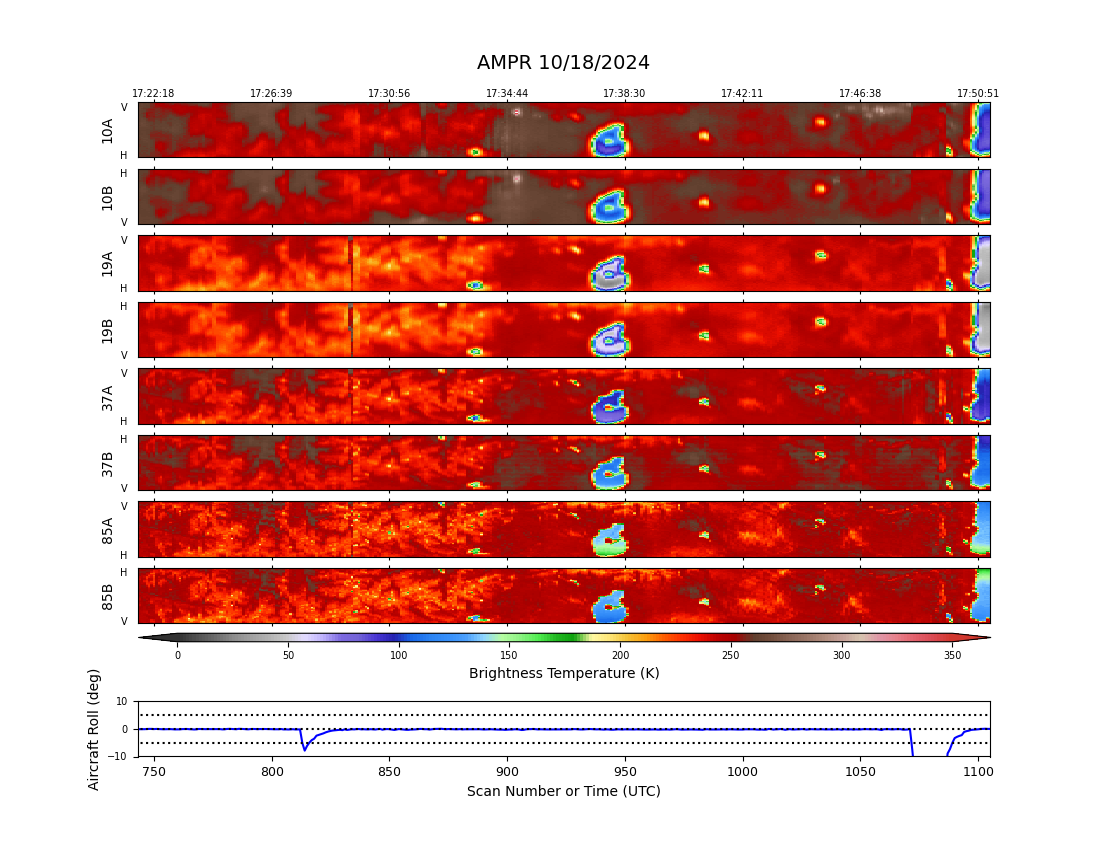 AMPR 10/18/2024
17:22:18 17:26:39 17:30:56 17:34:44 17:38:30 17:42:11 17:46:38 17:50:51
V
10A
H
H
10B
V
V
19A
H
H
19B
V
V
37A
H
H
37B
V
V
85A
H
H
85B
V
0 50 100 150 200 250 300 350
Brightness Temperature (K)
Aircraft Roll (deg)
10
0
−10
750 800 850 900 950 1000 1050 1100
Scan Number or Time (UTC)